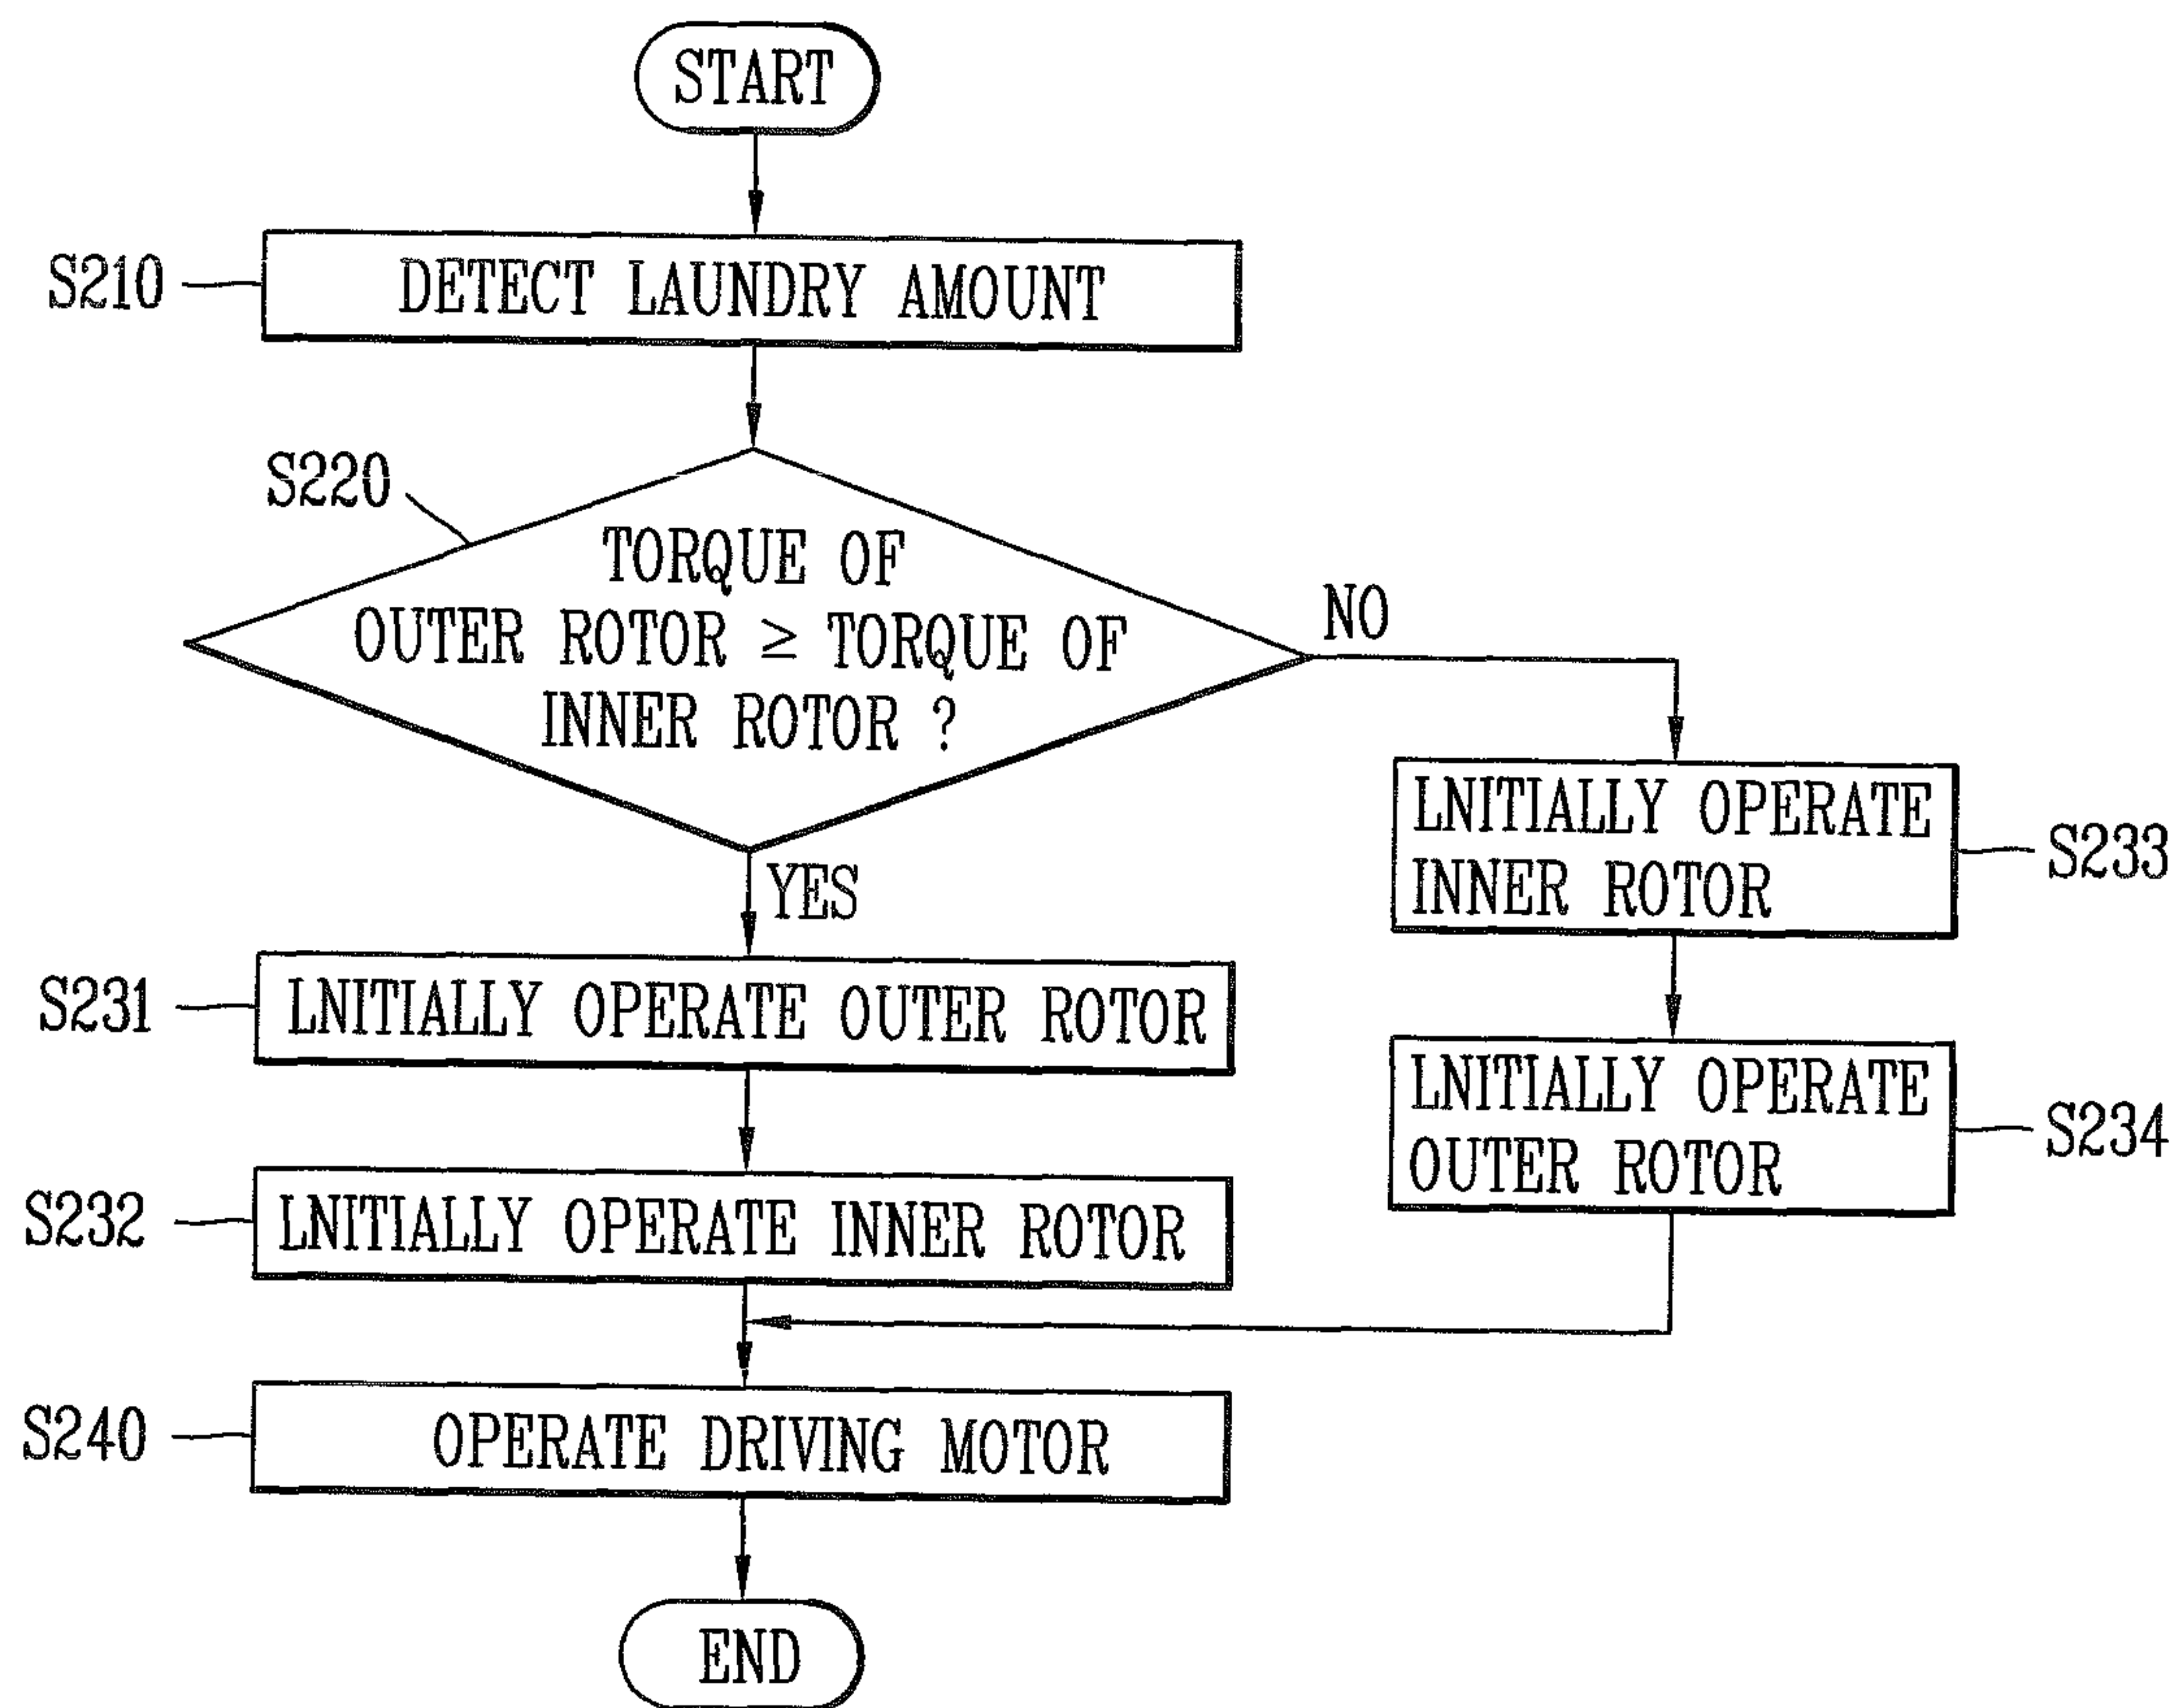 START
S210
DETECT LAUNDRY AMOUNT
S220
TORQUE OF
OUTER ROTOR ≥ TORQUE OF
INNER ROTOR ?
NO
YES
LNITIALLY OPERATE
INNER ROTOR
S233
S231
LNITIALLY OPERATE OUTER ROTOR
LNITIALLY OPERATE
OUTER ROTOR
S234
S232
LNITIALLY OPERATE INNER ROTOR
S240
OPERATE DRIVING MOTOR
END